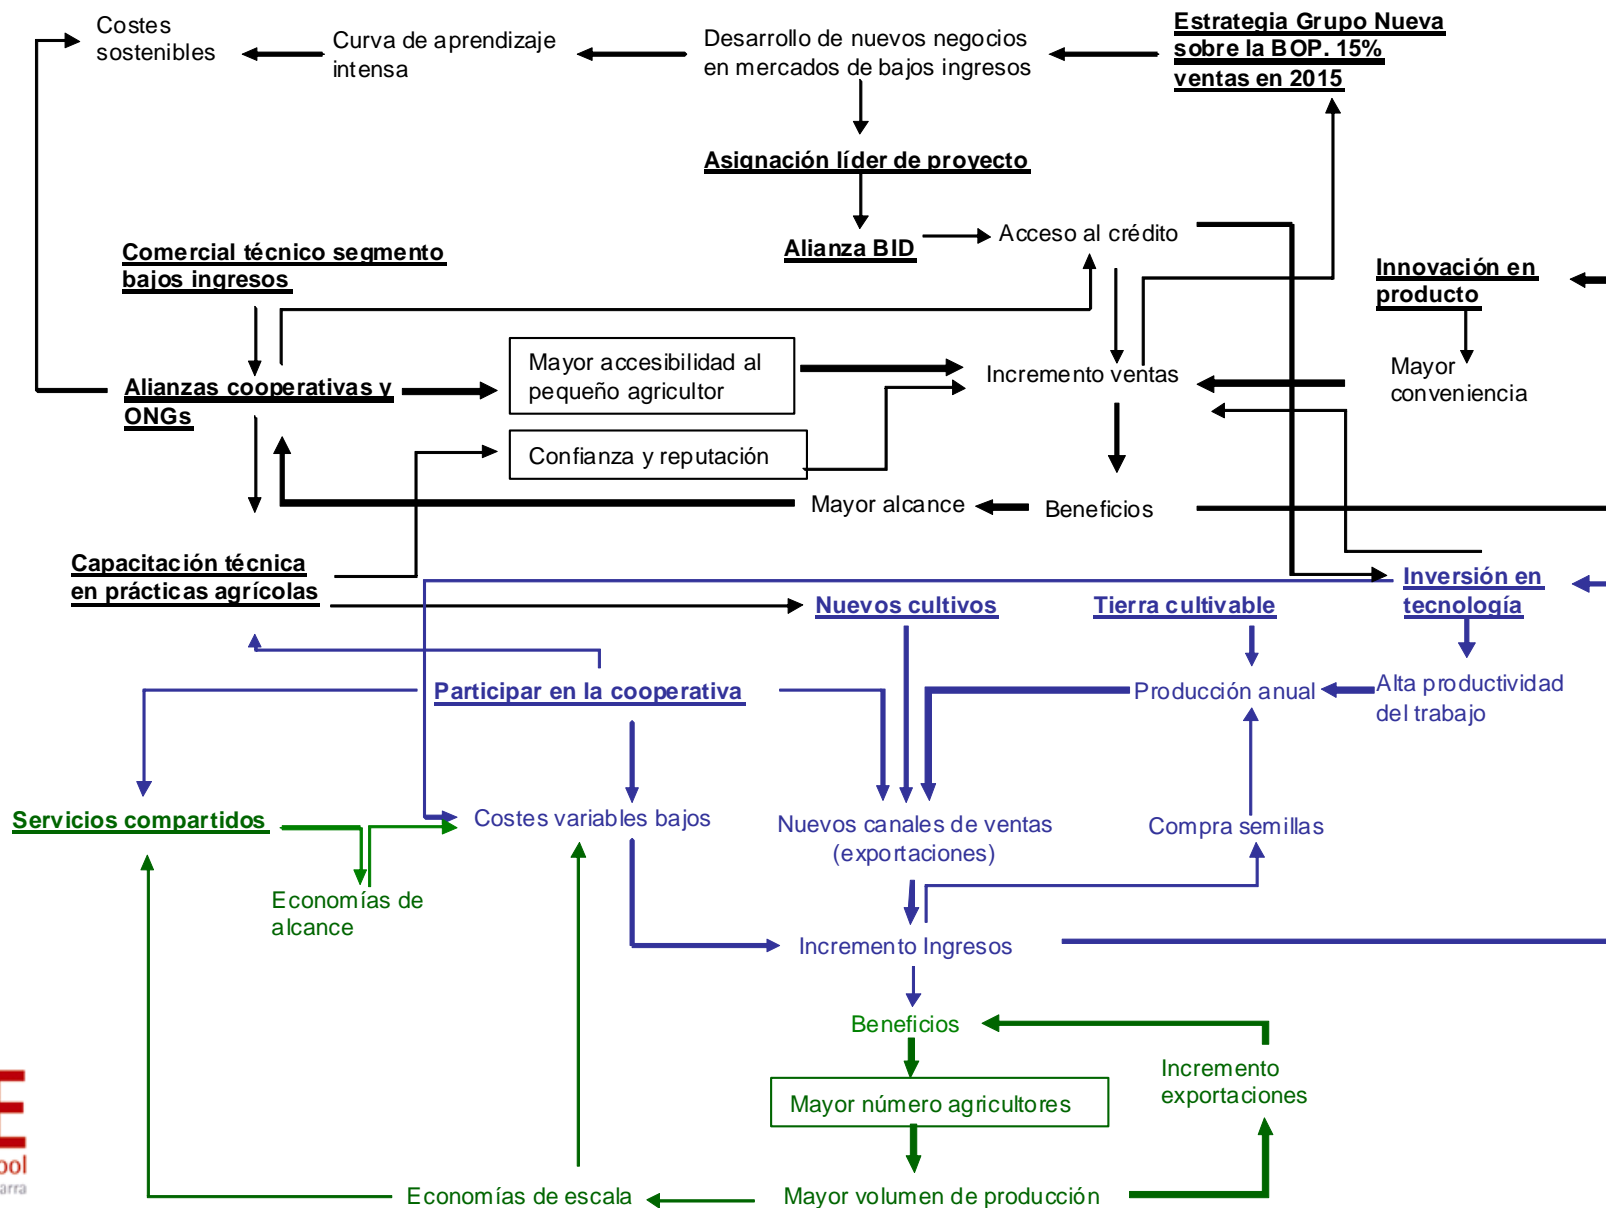 Costes
sostenibles
Curva de aprendizaje
intensa
Desarrollo de nuevos negocios
en mercados de bajos ingresos
Estrategia Grupo Nueva
sobre la BOP. 15%
ventas en 2015
Asignación líder de proyecto
Comercial técnico segmento
bajos ingresos
Alianza BID
Acceso al crédito
Innovación en
producto
Mayor accesibilidad al
pequeño agricultor
Incremento ventas
Mayor
conveniencia
Alianzas cooperativas y
ONGs
Confianza y reputación
Mayor alcance
Beneficios
Capacitación técnica
en prácticas agrícolas
Nuevos cultivos
Tierra cultivable
Inversión en
tecnología
Participar en la cooperativa
Producción anual
Alta productividad
del trabajo
Servicios compartidos
Costes variables bajos
Nuevos canales de ventas
(exportaciones)
Compra semillas
Economías de
alcance
Incremento Ingresos
Beneficios
Incremento
exportaciones
Mayor número agricultores
E
ool
arra
Economías de escala
Mayor volumen de producción